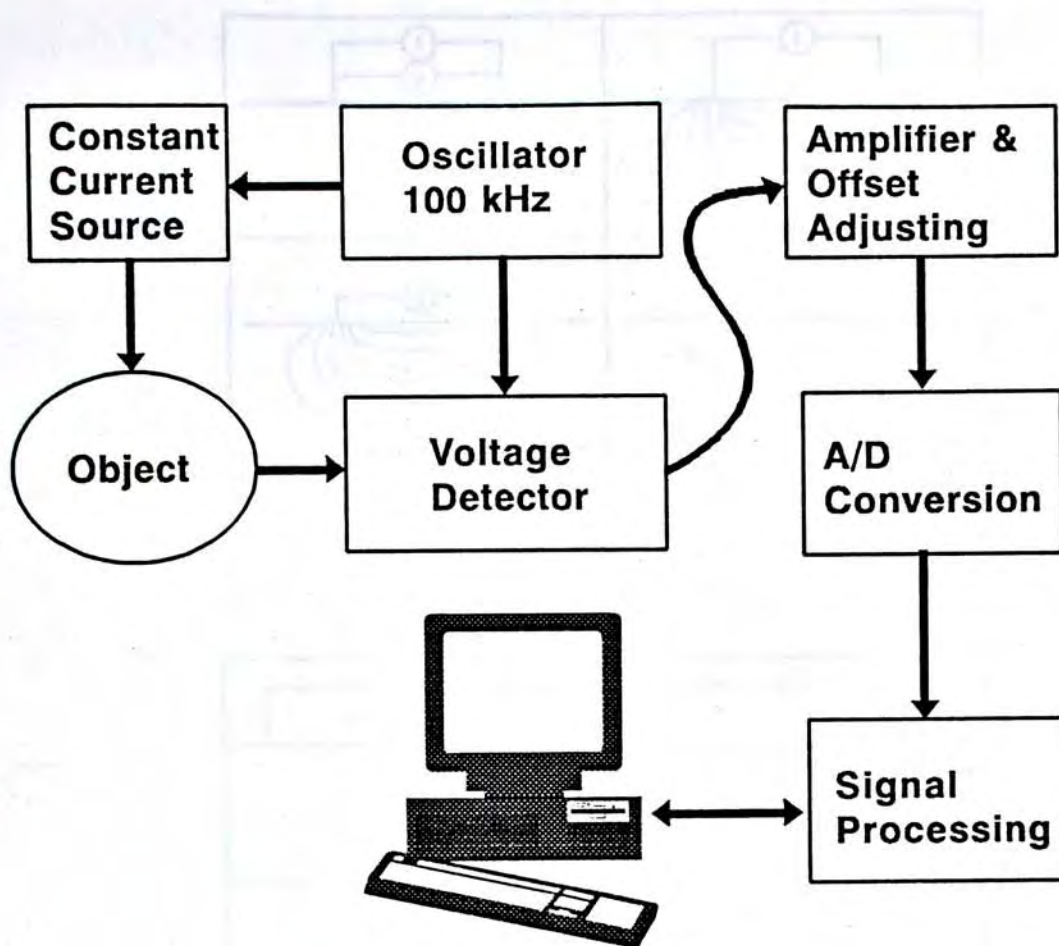 Constant
Current
Source
Oscillator
100 kHz
Amplifier &
Offset
Adjusting
Object
Voltage
Detector
A/D
Conversion
Signal
Processing